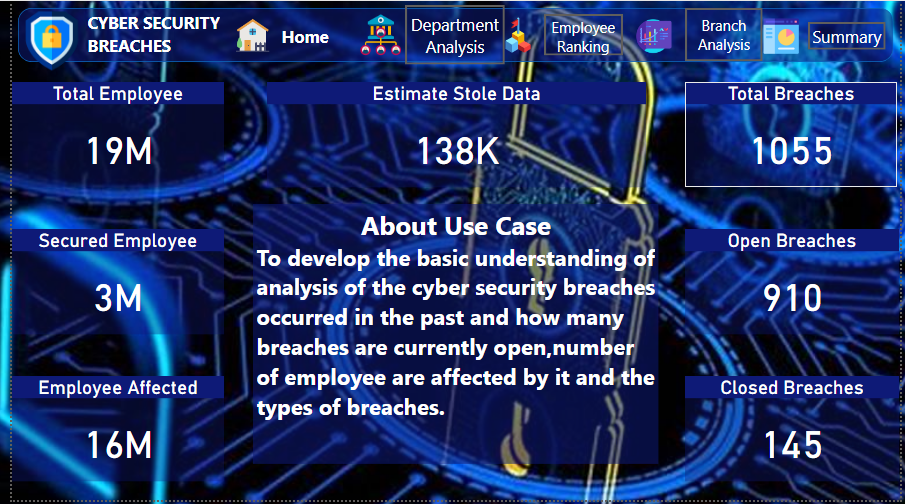 CYBER SECURITY
BREACHES
Home
Department
Analysis
Employee
Ranking
Branch
Analysis
Summary
Total Employee
19M
Estimate Stole Data
138K
Total Breaches
1055
Secured Employee
3M
About Use Case
To develop the basic understanding of
analysis of the cyber security breaches
occurred in the past and how many
breaches are currently open,number
of employee are affected by it and the
types of breaches.
Open Breaches
910
Employee Affected
16M
Closed Breaches
145